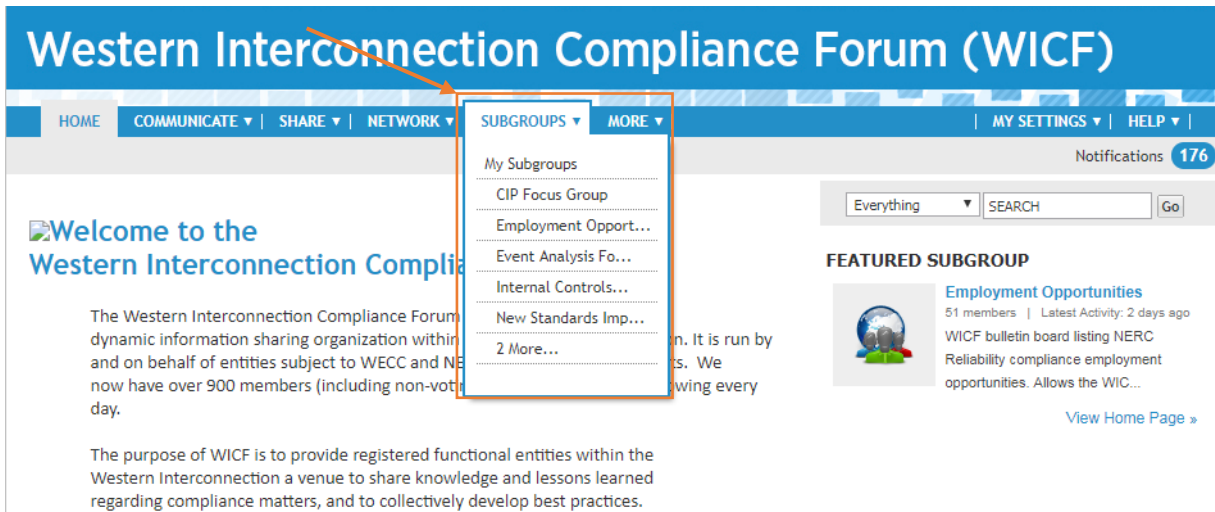 Western Interconnection Compliance Forum (WICF)
HOME COMMUNICATE ▼ | SHARE ▼ | NETWORK ▼ SUBGROUPS ▼ MORE ▼ | MY SETTINGS ▼ | HELP ▼ |
Notifications 176
My Subgroups
CIP Focus Group
Employment Opport...
Event Analysis Fo...
Internal Controls...
New Standards Imp...
2 More...
Everything ▼ SEARCH Go
Welcome to the
Western Interconnection
The Western Interconnection Compliance Forum
dynamic information sharing organization within n. It is run by
and on behalf of entities subject to WECC and ts. We
now have over 900 members (including wing every
day.
The purpose of WICF is to provide registered functional entities within the
Western Interconnection a venue to share knowledge and lessons learned
regarding compliance matters, and to collectively develop best practices.
FEATURED SUBGROUP
Employment Opportunities
51 members | Latest Activity: 2 days ago
WICF bulletin board listing NERC
Reliability compliance employment
opportunities. Allows the WIC...
View Home Page »